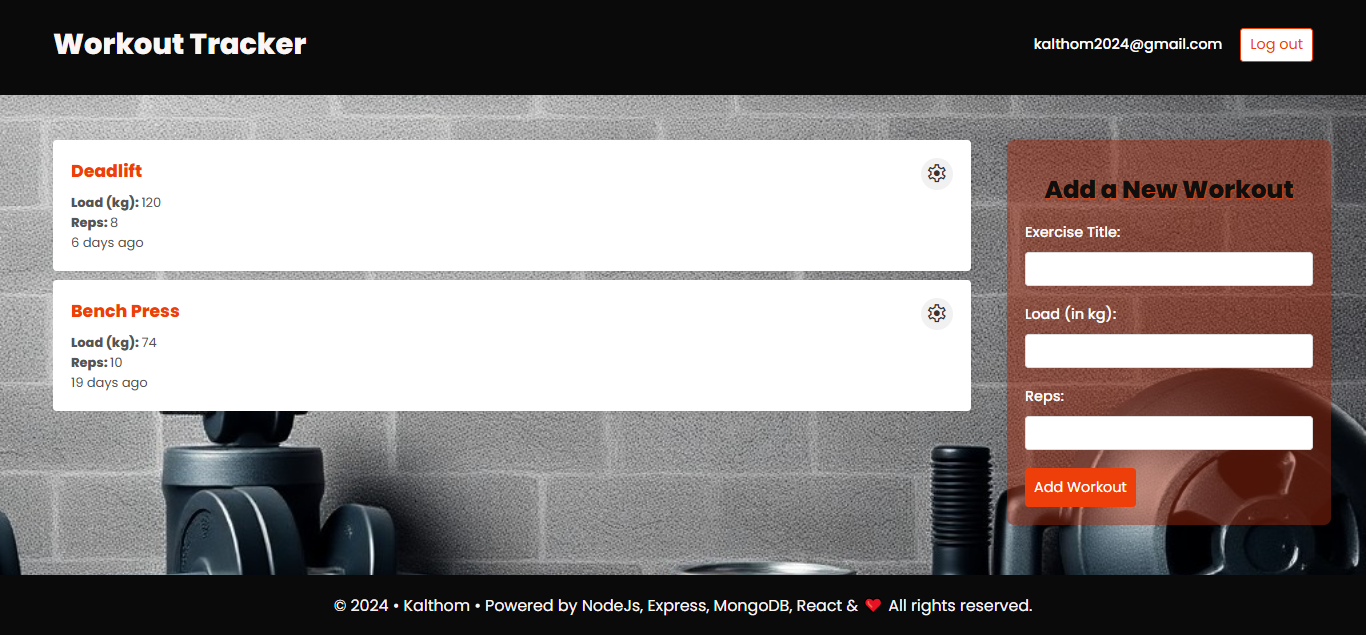 Workout Tracker
kalthom2024@gmail.com
Log out
Deadlift
Load (kg): 120
Reps: 8
6 days ago
Bench Press
Load (kg): 74
Reps: 10
19 days ago
Add a New Workout
Exercise Title:
Load (in kg):
Reps:
Add Workout
© 2024 • Kalthom • Powered by NodeJs, Express, MongoDB, React & ❤ All rights reserved.